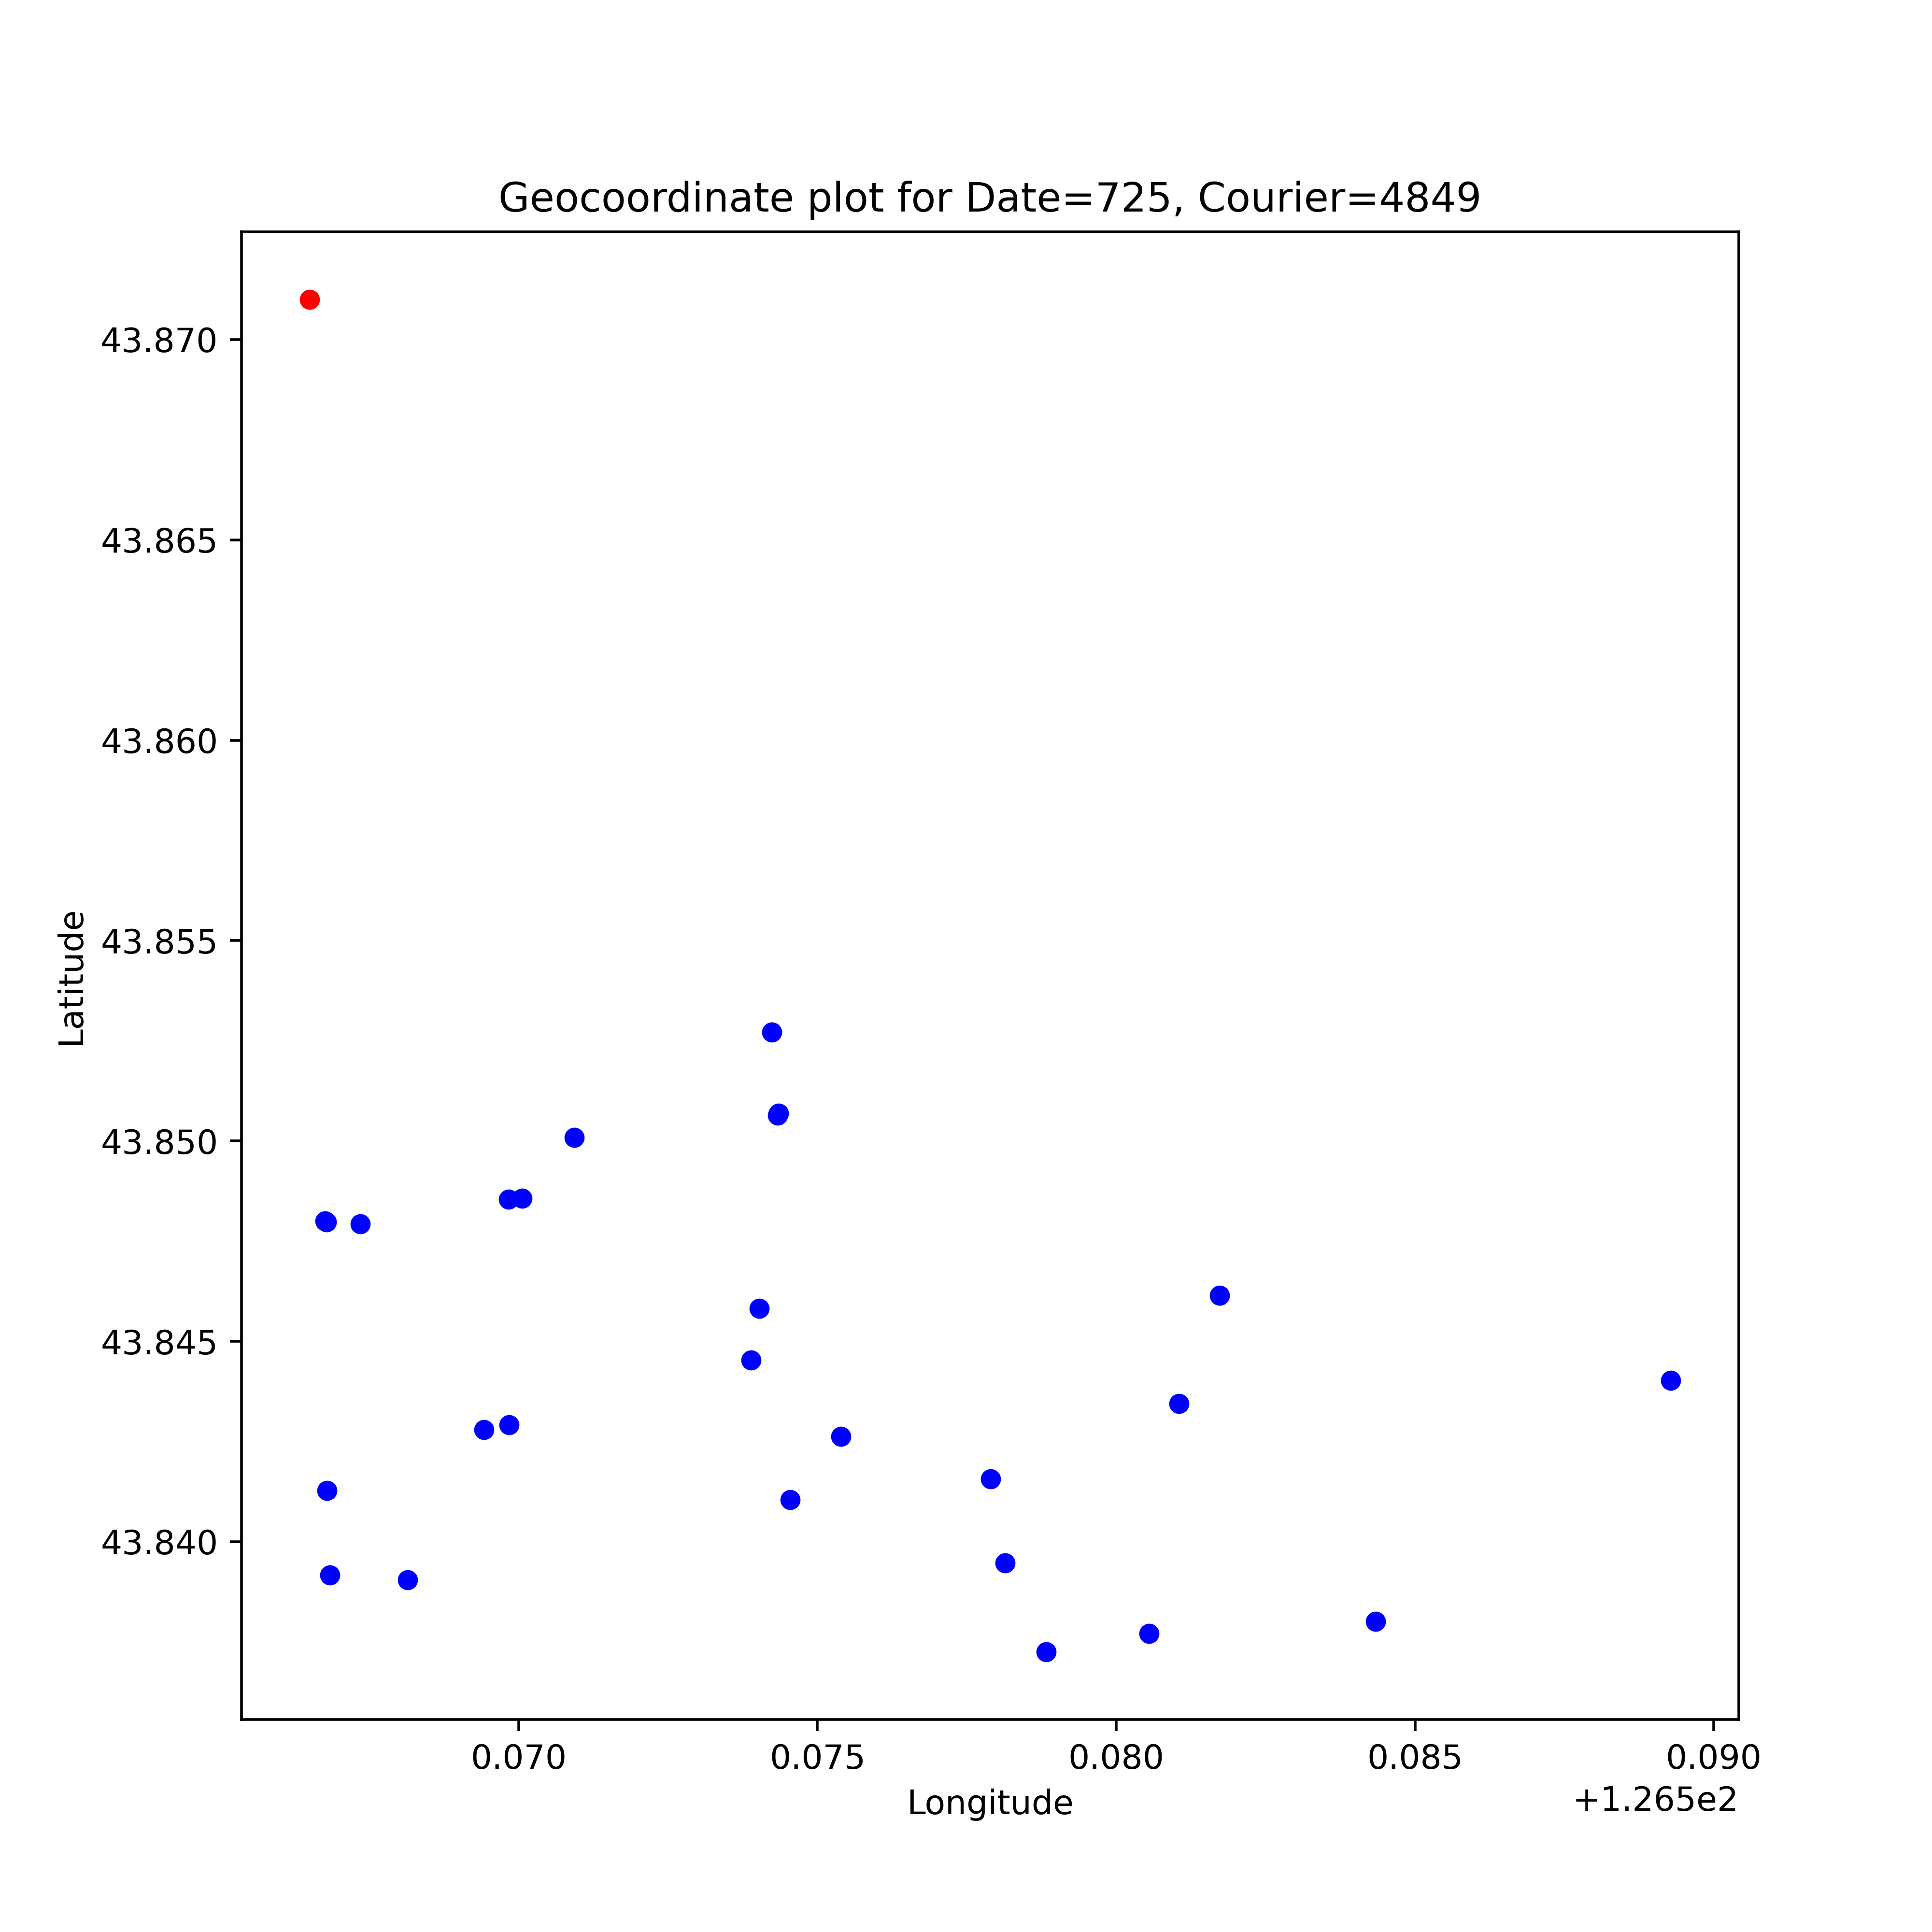 Geocoordinate plot for Date=725, Courier=4849
43.870
43.865
43.860
43.855
43.850
43.845
43.840
Latitude
0.070 0.075 0.080 0.085 0.090
Longitude
+1.265e2